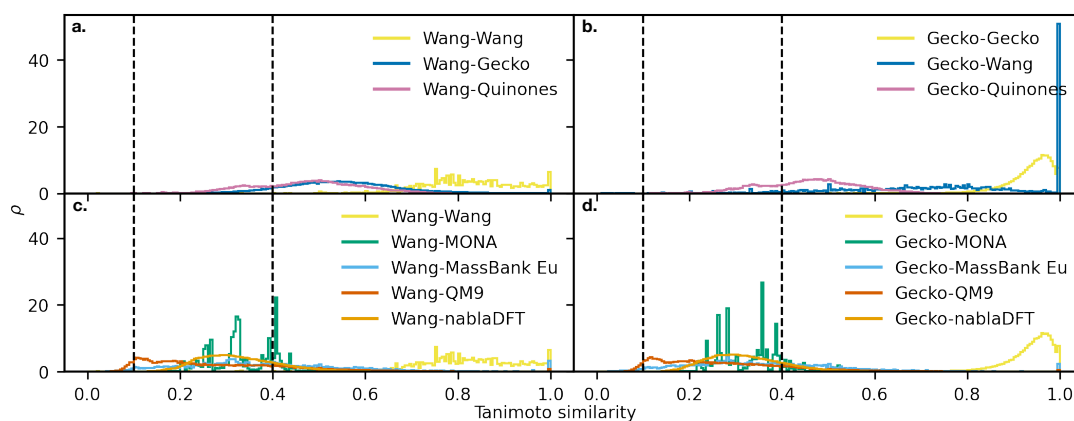 a.
Wang-Wang
Wang-Gecko
Wang-Quinones
b.
Gecko-Gecko
Gecko-Wang
Gecko-Quinones
40
20
0
c.
Wang-Wang
Wang-MONA
Wang-MassBank Eu
Wang-QM9
Wang-nablaDFT
d.
Gecko-Gecko
Gecko-MONA
Gecko-MassBank Eu
Gecko-QM9
Gecko-nablaDFT
40
20
0
ρ
0.0 0.2 0.4 0.6 0.8 1.0
0.0 0.2 0.4 0.6 0.8 1.0
Tanimoto similarity